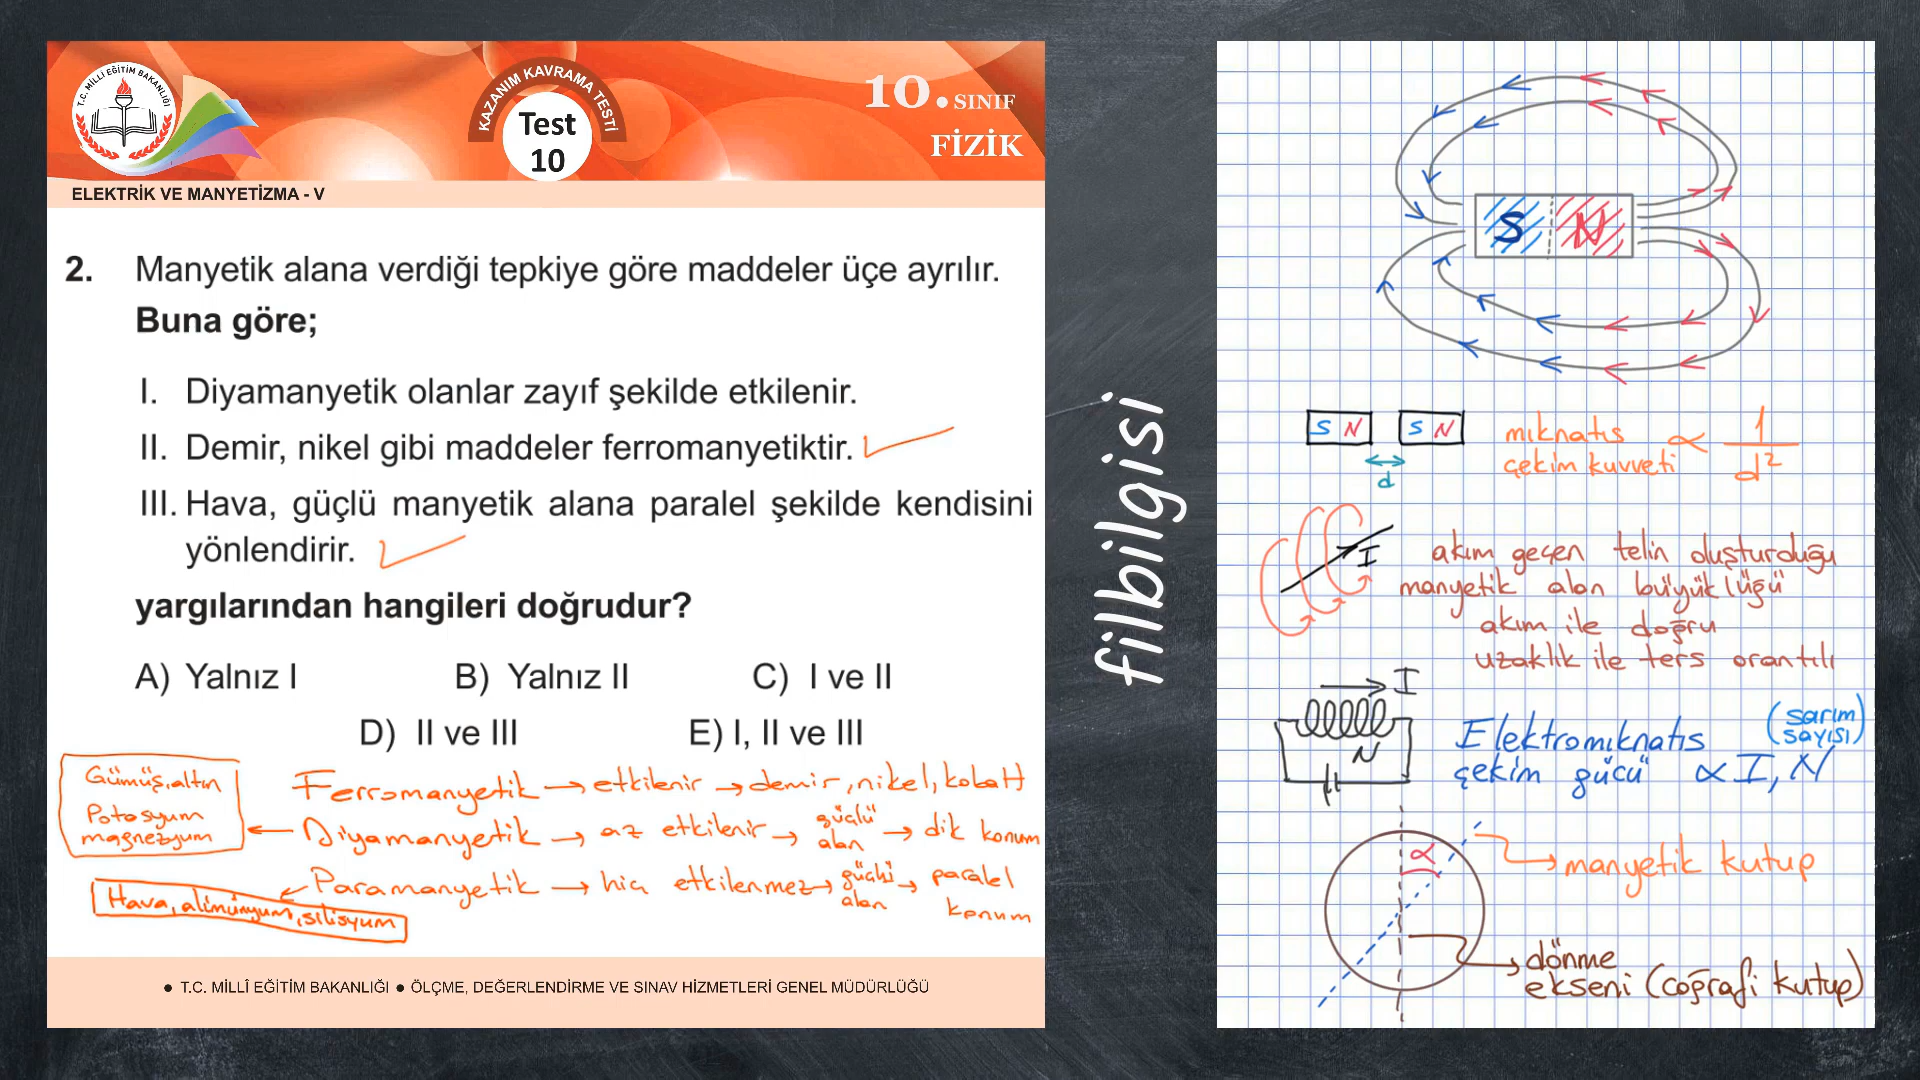 T.C. MİLLİ EĞİTİM BAKANLIĞI
KAZANIM KAVRAMA TESTİ
Test
10
10. SINIF
FİZİK
ELEKTRİK VE MANYETİZMA - V
2. Manyetik alana verdiği tepkiye göre maddeler üçe ayrılır.
Buna göre;
I. Diyamanyetik olanlar zayıf şekilde etkilenir.
II. Demir, nikel gibi maddeler ferromanyetiktir.
III. Hava, güçlü manyetik alana paralel şekilde kendisini
yönlendirir.
yargılarından hangileri doğrudur?
A) Yalnız I B) Yalnız II C) I ve II
D) II ve III E) I, II ve III
Ferromanyetik → etkilenir → demir, nikel, kobalt
Gümüş, altın
Potosyum
magnezyum
← Diyamanyetik → az etkilenir → güçlü alan → dik konum
Paramanyetik → hiç etkilenmez → güçlü alan → paralel konum
Hava, alimünyum, silisyum
● T.C. MİLLÎ EĞİTİM BAKANLIĞI ● ÖLÇME, DEĞERLENDİRME VE SINAV HİZMETLERİ GENEL MÜDÜRLÜĞÜ
filbilgisi
S N
S N S N
d
mıknatıs
çekim kuvveti ∝ 1/d²
I
akım geçen telin oluşturduğu
manyetik alan büyüklüğü
akım ile doğru
uzaklık ile ters orantılı
I
N
Elektromıknatıs (sarım sayısı)
çekim gücü ∝ I, N
α
manyetik kutup
dönme
ekseni (coğrafi kutup)